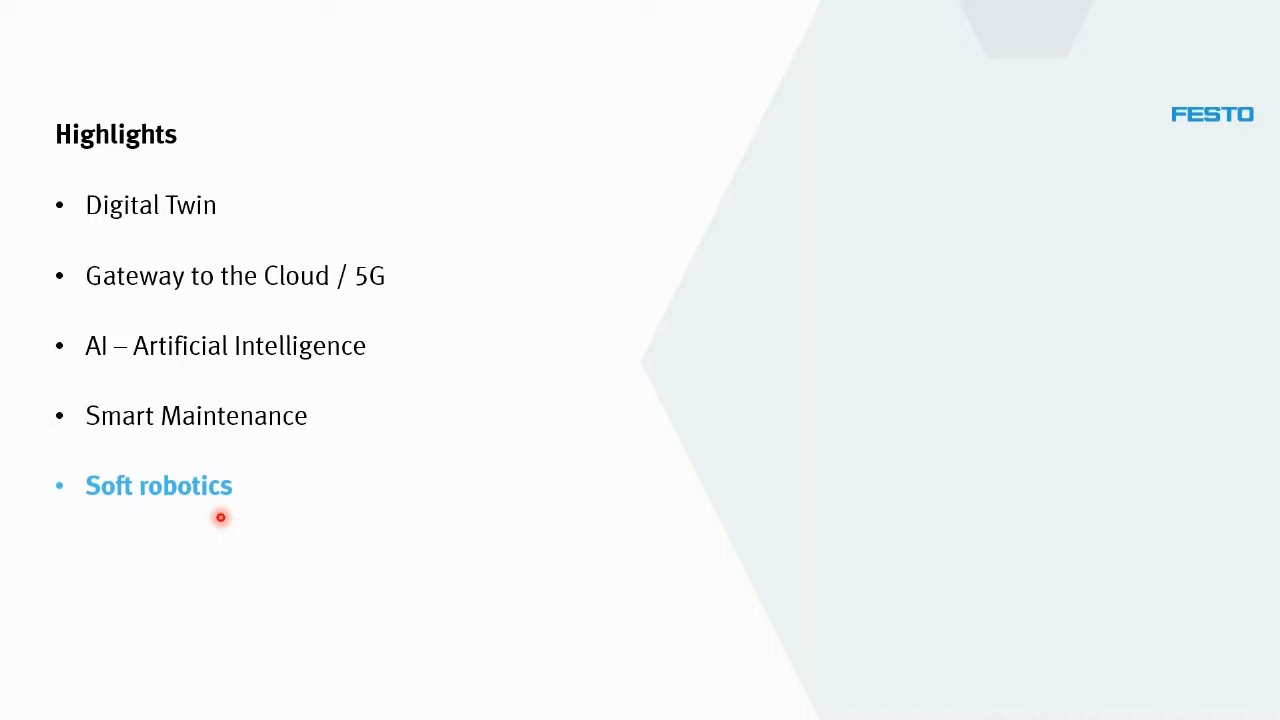 FESTO
Highlights
• Digital Twin
• Gateway to the Cloud / 5G
• AI – Artificial Intelligence
• Smart Maintenance
• Soft robotics